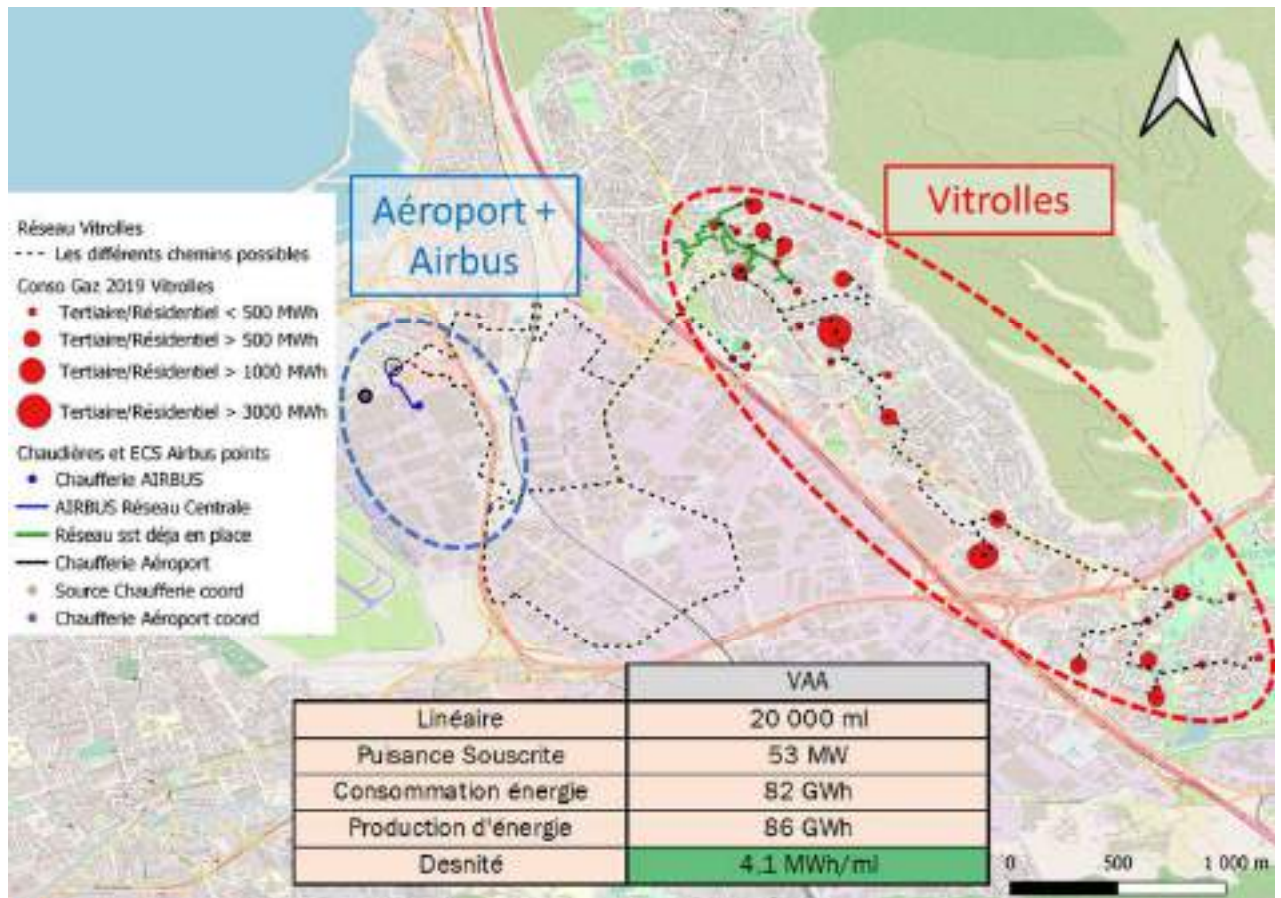 Aéroport +
Airbus
Vitrolles
Réseau Vitrolles
Les différents chemins possibles
Conso Gaz 2019 Vitrolles
Tertiaire/Résidentiel < 500 MWh
Tertiaire/Résidentiel > 500 MWh
Tertiaire/Résidentiel > 1000 MWh
Tertiaire/Résidentiel > 3000 MWh
Chaudières et ECS Airbus points
Chaufferie AIRBUS
AIRBUS Réseau Centrale
Réseau sst déja en place
Chaufferie Aéroport
Source Chaufferie coord
Chaufferie Aéroport coord
VAA
Linéaire 20 000 ml
Puisance Souscrite 53 MW
Consommation énergie 82 GWh
Production d'énergie 86 GWh
Desnité 4,1 MWh/ml
0 500 1 000 m